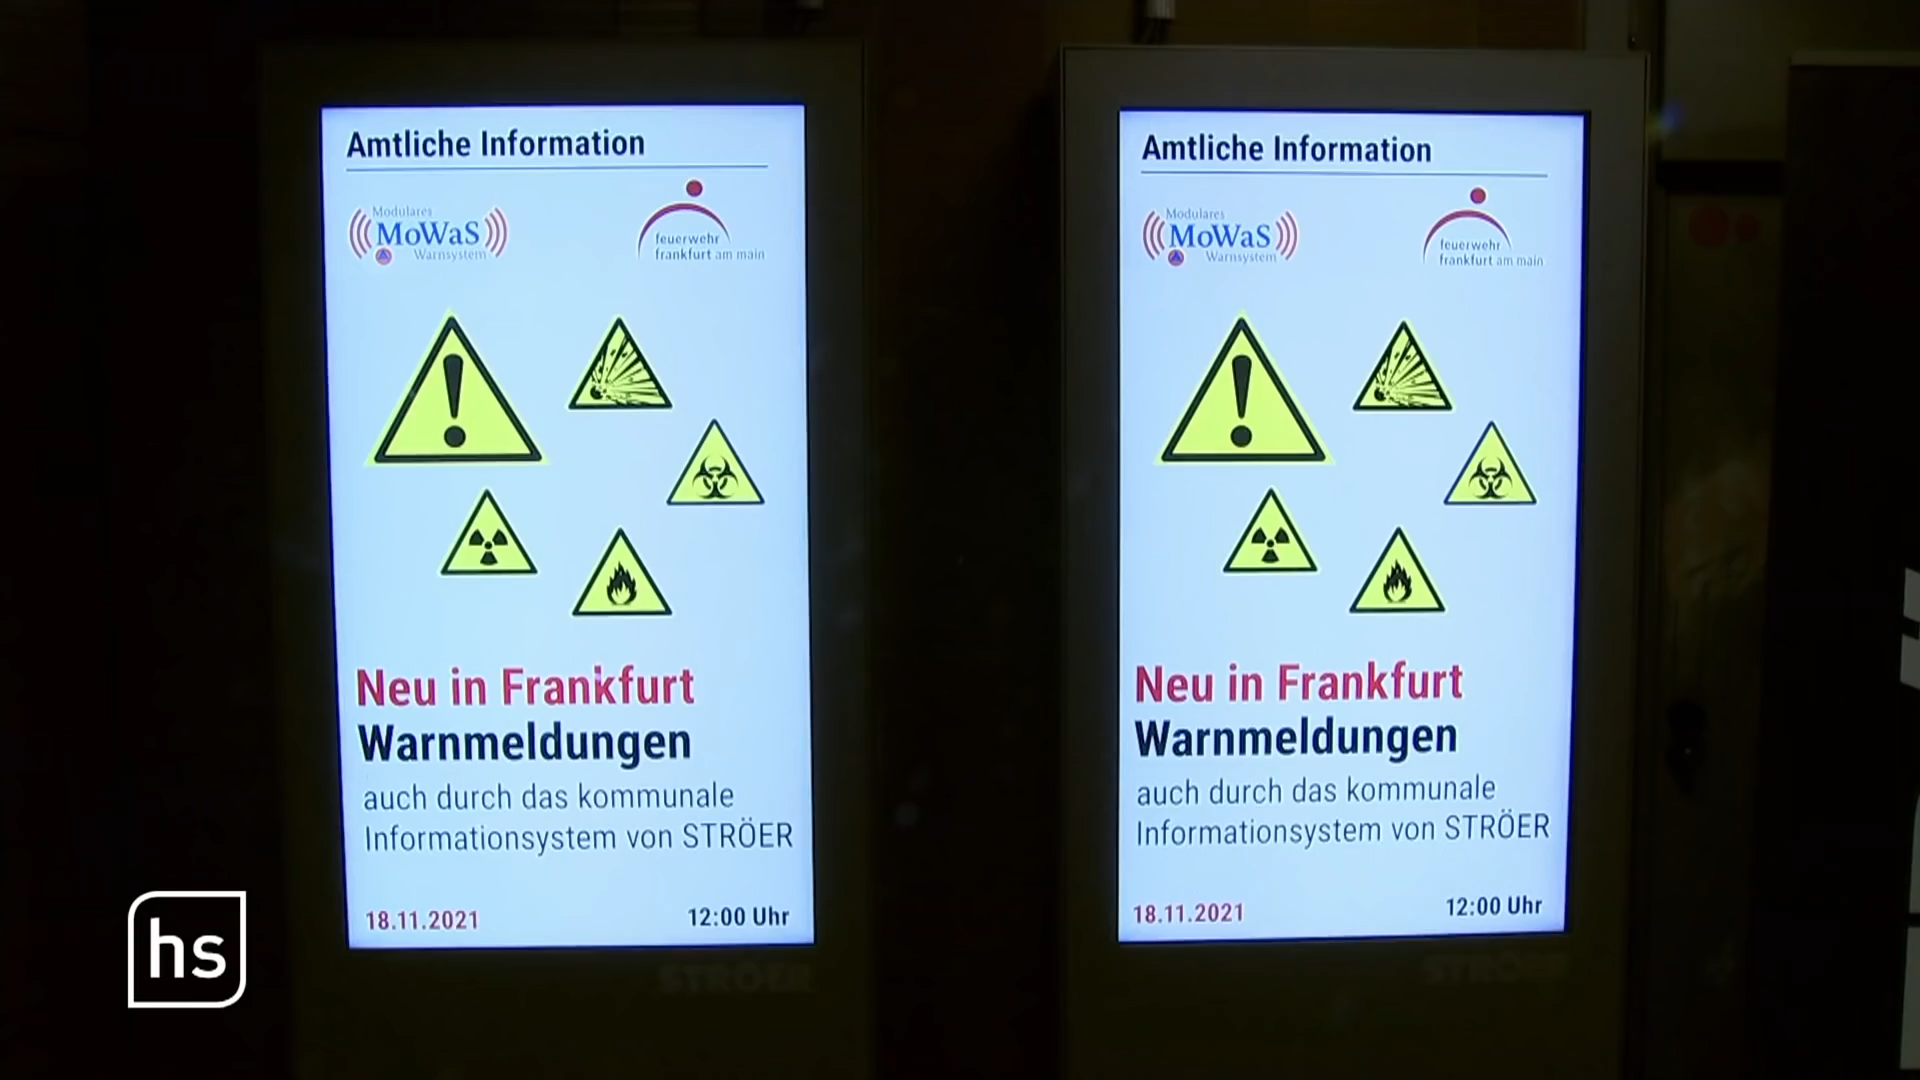 Amtliche Information
Modulares
MoWaS
Warnsystem
feuerwehr
frankfurt am main
Neu in Frankfurt
Warnmeldungen
auch durch das kommunale
Informationsystem von STRÖER
18.11.2021
12:00 Uhr
STRÖER
Amtliche Information
Modulares
MoWaS
Warnsystem
feuerwehr
frankfurt am main
Neu in Frankfurt
Warnmeldungen
auch durch das kommunale
Informationsystem von STRÖER
18.11.2021
12:00 Uhr
STRÖER
hs